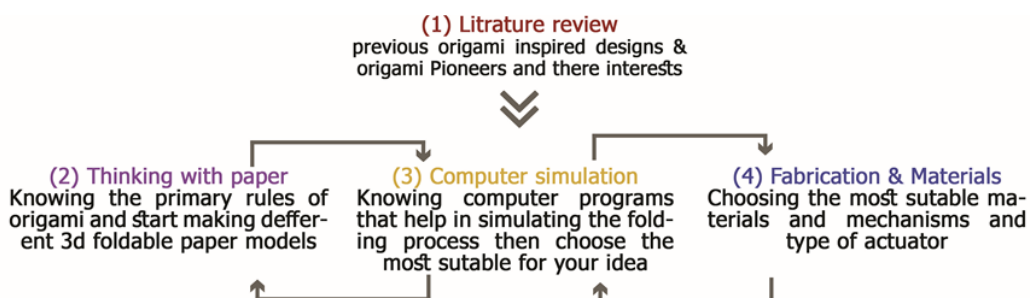 (1) Litrature review
previous origami inspired designs &
origami Pioneers and there interests
(2) Thinking with paper
Knowing the primary rules of
origami and start making deffer-
ent 3d foldable paper models
(3) Computer simulation
Knowing computer programs
that help in simulating the fold-
ing process then choose the
most sutable for your idea
(4) Fabrication & Materials
Choosing the most sutable ma-
terials and mechanisms and
type of actuator